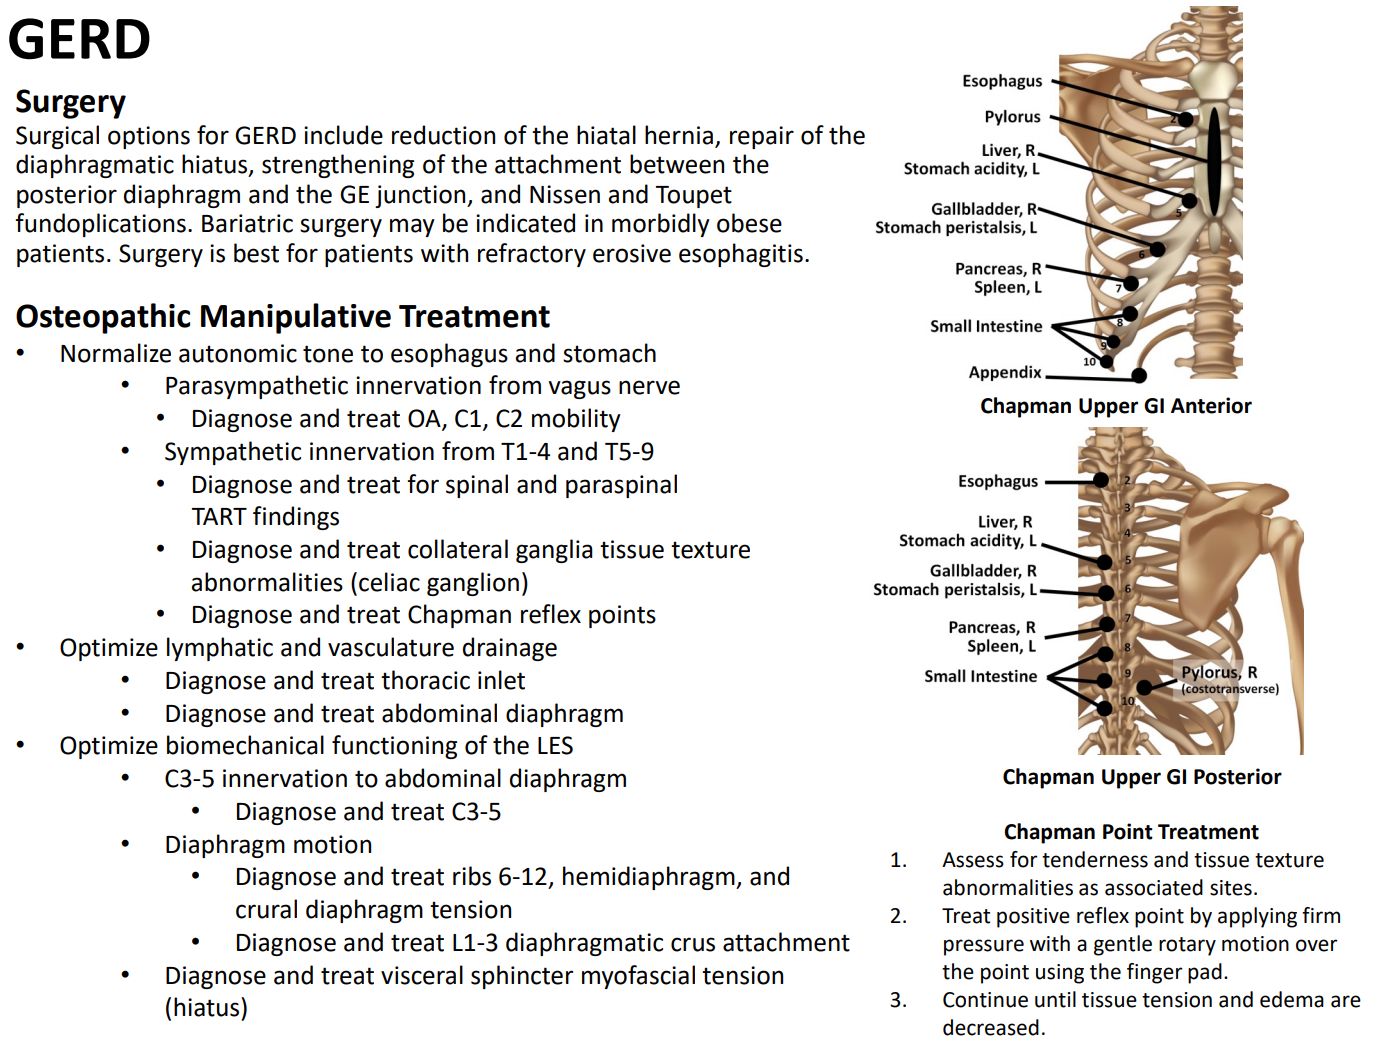 GERD
Surgery
Surgical options for GERD include reduction of the hiatal hernia, repair of the
diaphragmatic hiatus, strengthening of the attachment between the
posterior diaphragm and the GE junction, and Nissen and Toupet
fundoplications. Bariatric surgery may be indicated in morbidly obese
patients. Surgery is best for patients with refractory erosive esophagitis.
Osteopathic Manipulative Treatment
• Normalize autonomic tone to esophagus and stomach
• Parasympathetic innervation from vagus nerve
• Diagnose and treat OA, C1, C2 mobility
• Sympathetic innervation from T1-4 and T5-9
• Diagnose and treat for spinal and paraspinal
TART findings
• Diagnose and treat collateral ganglia tissue texture
abnormalities (celiac ganglion)
• Diagnose and treat Chapman reflex points
• Optimize lymphatic and vasculature drainage
• Diagnose and treat thoracic inlet
• Diagnose and treat abdominal diaphragm
• Optimize biomechanical functioning of the LES
• C3-5 innervation to abdominal diaphragm
• Diagnose and treat C3-5
• Diaphragm motion
• Diagnose and treat ribs 6-12, hemidiaphragm, and
crural diaphragm tension
• Diagnose and treat L1-3 diaphragmatic crus attachment
• Diagnose and treat visceral sphincter myofascial tension
(hiatus)
Esophagus
2
Pylorus
Liver, R
Stomach acidity, L
5
Gallbladder, R
Stomach peristalsis, L
6
Pancreas, R
Spleen, L
7
Small Intestine
8
9
10
Appendix
Chapman Upper GI Anterior
Esophagus
2
3
Liver, R
4
Stomach acidity, L
5
Gallbladder, R
Stomach peristalsis, L
6
7
Pancreas, R
Spleen, L
8
Small Intestine
9
10
Pylorus, R
(costotransverse)
Chapman Upper GI Posterior
Chapman Point Treatment
1. Assess for tenderness and tissue texture
abnormalities as associated sites.
2. Treat positive reflex point by applying firm
pressure with a gentle rotary motion over
the point using the finger pad.
3. Continue until tissue tension and edema are
decreased.